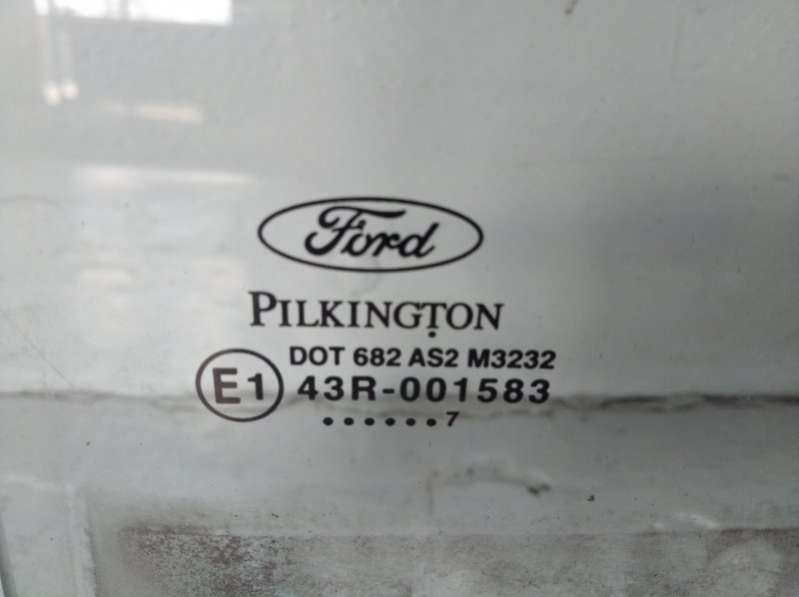 Ford
PILKINGTON
DOT 682 AS2 M3232
E1 43R-001583
. . . . . . 7